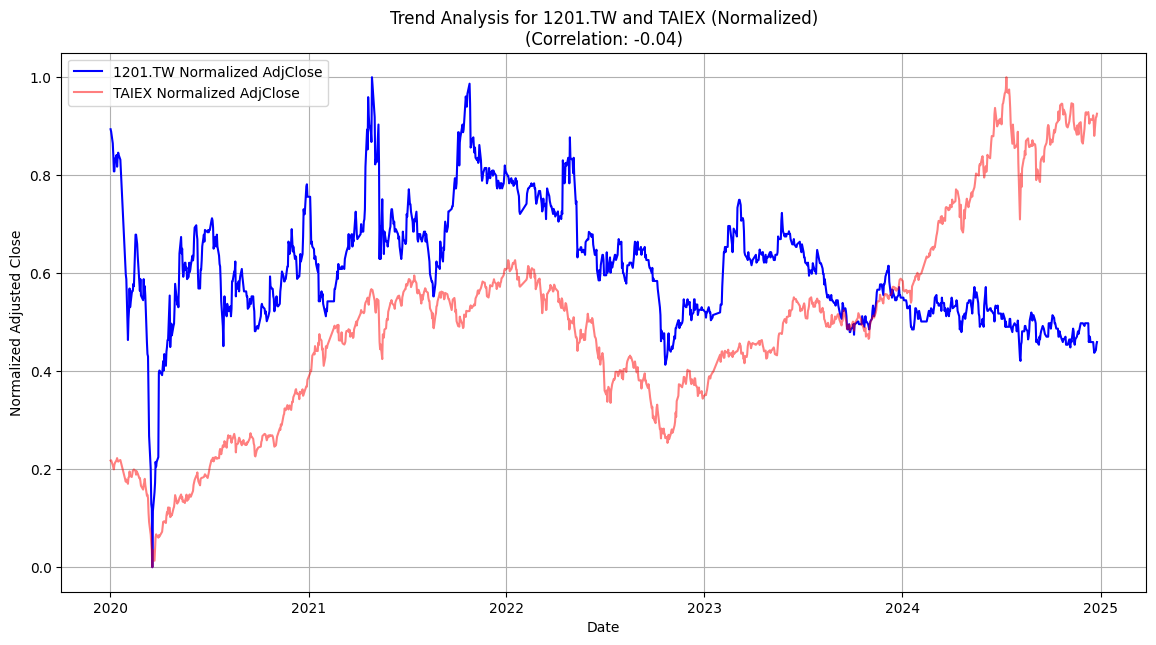 Trend Analysis for 1201.TW and TAIEX (Normalized)
(Correlation: -0.04)
1201.TW Normalized AdjClose
TAIEX Normalized AdjClose
Normalized Adjusted Close
1.0
0.8
0.6
0.4
0.2
0.0
2020
2021
2022
2023
2024
2025
Date